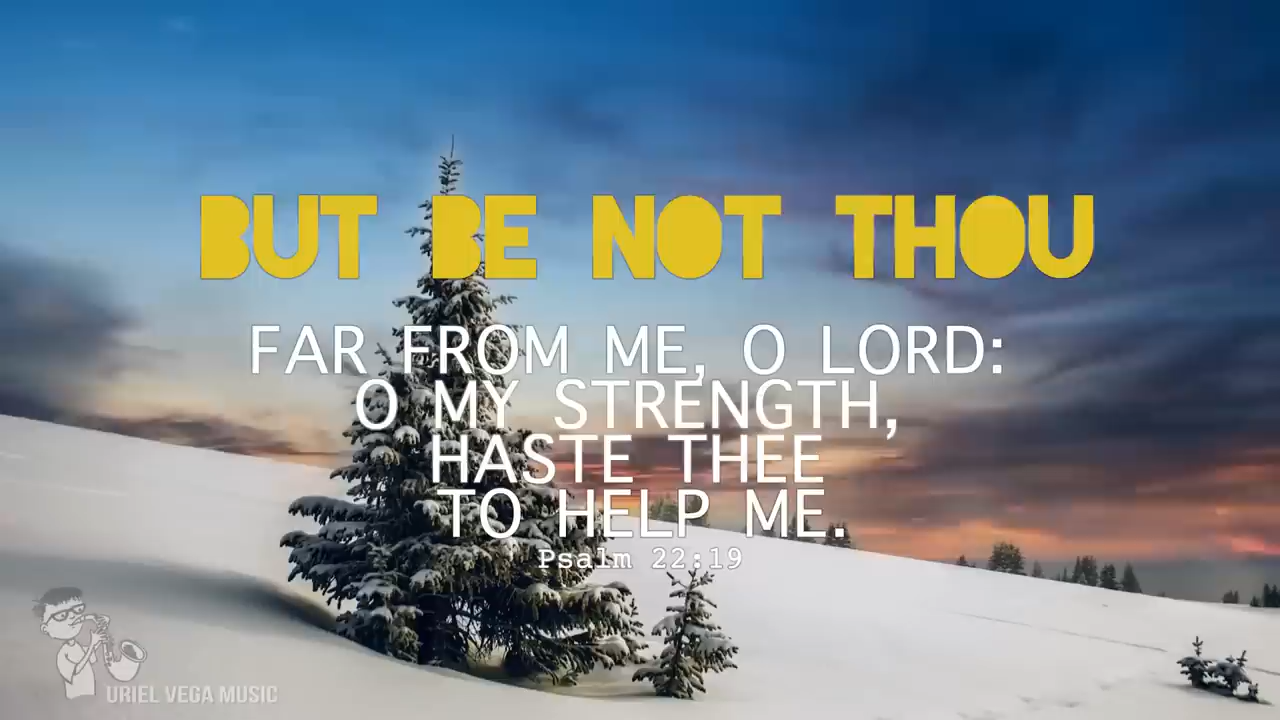 BUT BE NOT THOU
FAR FROM ME, O LORD:
O MY STRENGTH,
HASTE THEE
TO HELP ME.
Psalm 22:19
URIEL VEGA MUSIC